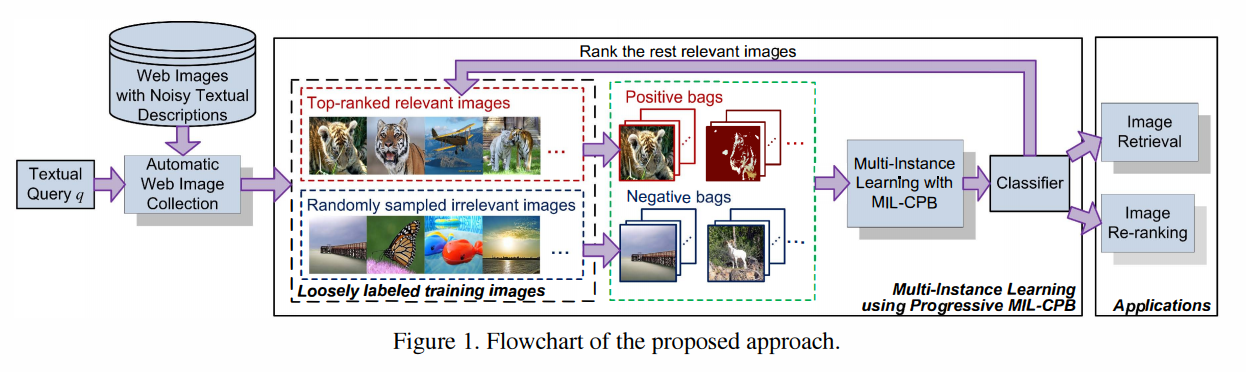 Web Images
with Noisy Textual
Descriptions
Textual
Query q
Automatic
Web Image
Collection
Rank the rest relevant images
Top-ranked relevant images
...
Randomly sampled irrelevant images
...
Loosely labeled training images
Positive bags
...
...
...
Negative bags
...
...
...
Multi-Instance
Learning with
MIL-CPB
Classifier
Multi-Instance Learning
using Progressive MIL-CPB
Image
Retrieval
Image
Re-ranking
Applications
Figure 1. Flowchart of the proposed approach.